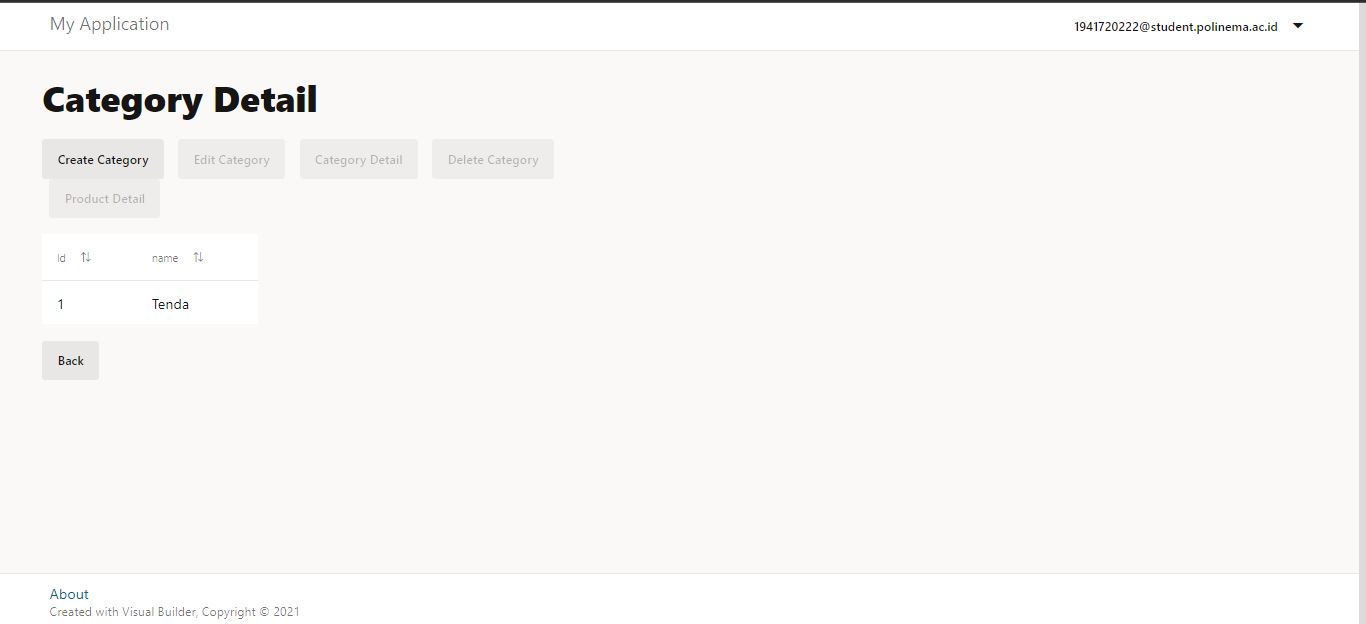 My Application
1941720222@student.polinema.ac.id
Category Detail
Create Category Edit Category Category Detail Delete Category
Product Detail
Id name
1 Tenda
Back
About
Created with Visual Builder, Copyright © 2021